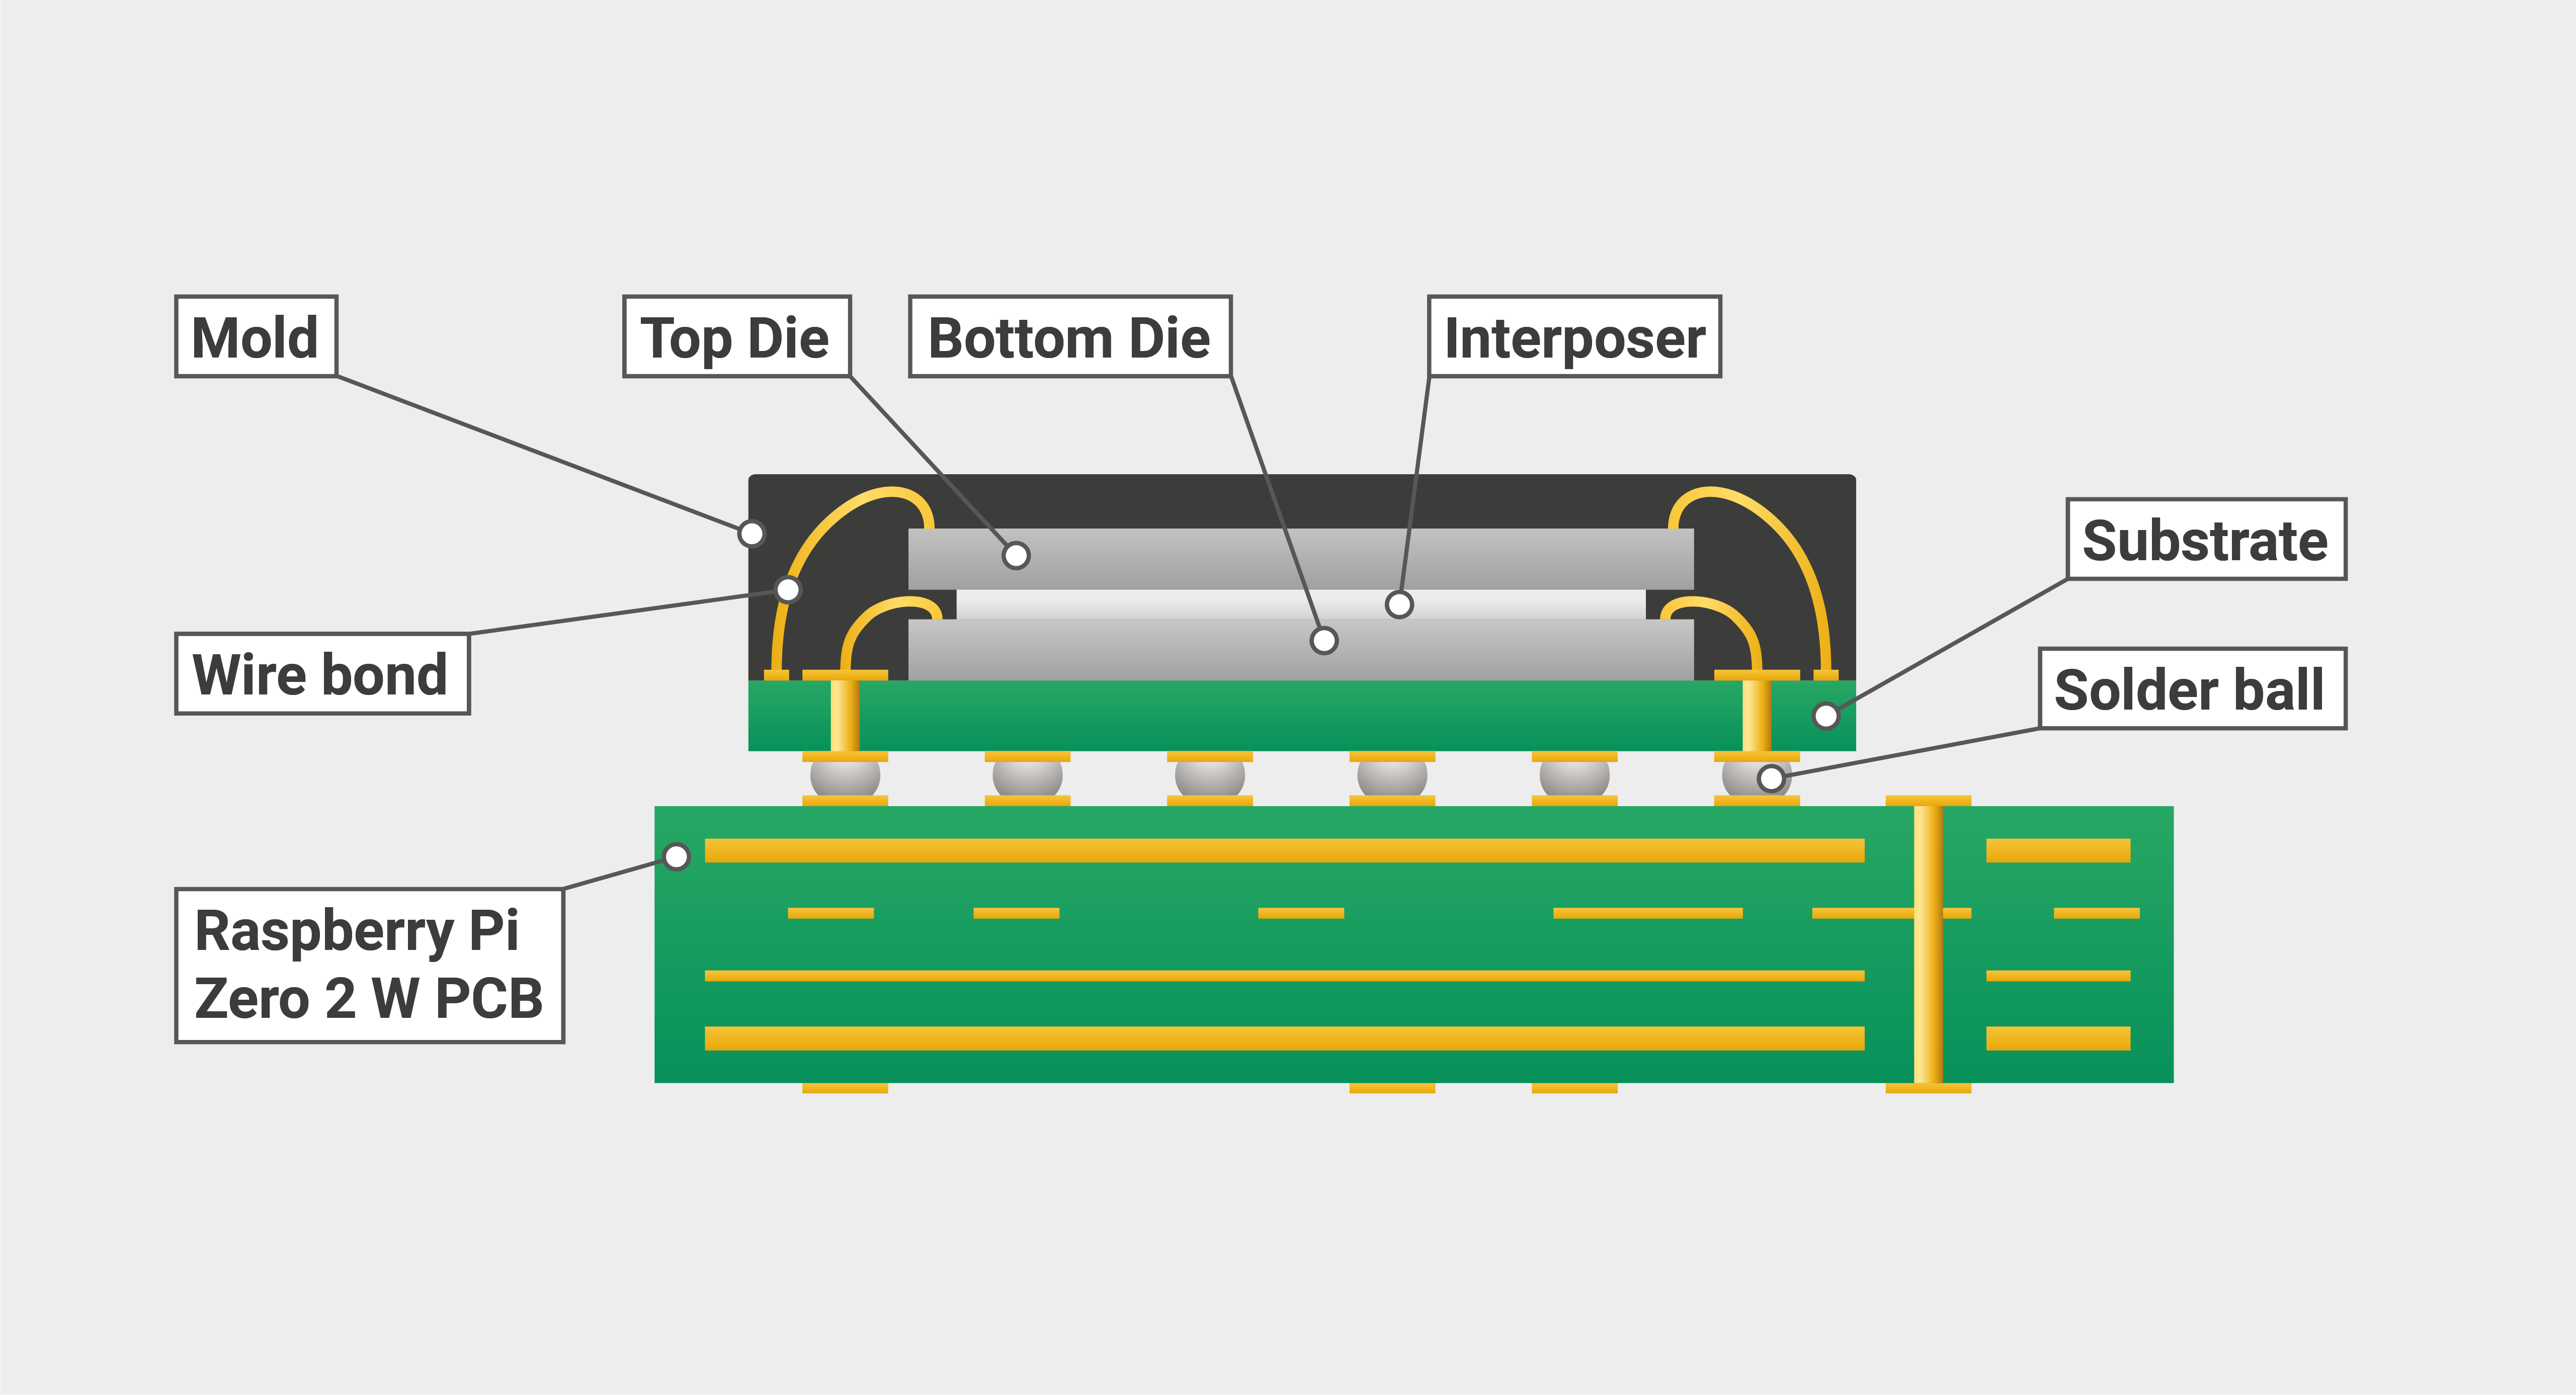 Mold
Top Die
Bottom Die
Interposer
Substrate
Wire bond
Solder ball
Raspberry Pi
Zero 2 W PCB